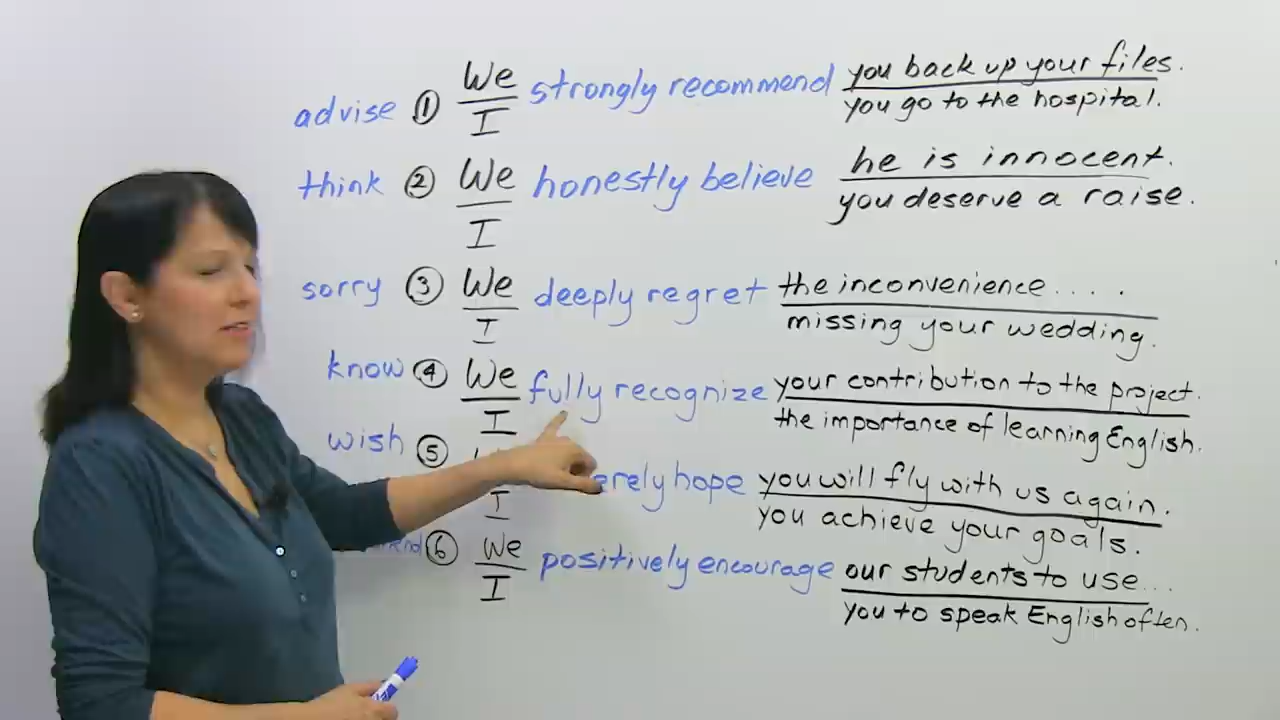 advise ① We strongly recommend you back up your files.
I you go to the hospital.
think ② We honestly believe he is innocent.
I you deserve a raise.
sorry ③ We deeply regret the inconvenience.....
I missing your wedding.
know ④ We fully recognize your contribution to the project.
I the importance of learning English.
wish ⑤ hope you will fly with us again.
I you achieve your goals.
⑥ We positively encourage our students to use...
I you to speak English often.